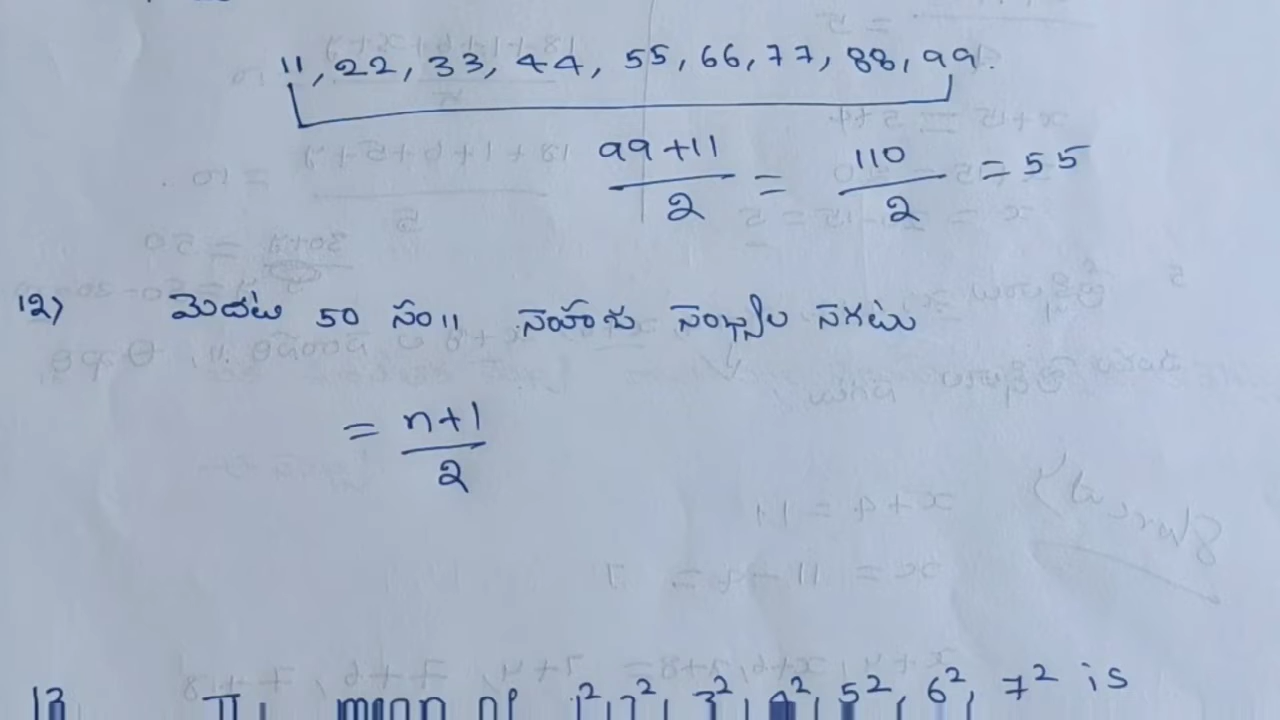 11, 22, 33, 44, 55, 66, 77, 88, 99.
99+11/2 = 110/2 = 55
12) మొదటి 50 సం॥ సహజ సంఖ్యల సగటు
= n+1/2
13 The mean of 1², 2², 3², 4², 5², 6², 7² is